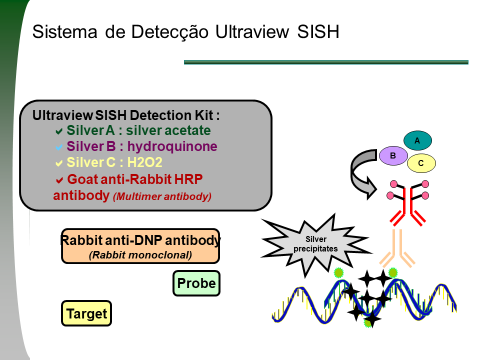 Sistema de Detecção Ultraview SISH
Ultraview SISH Detection Kit :
Silver A : silver acetate
Silver B : hydroquinone
Silver C : H2O2
Goat anti-Rabbit HRP
antibody (Multimer antibody)
A
B
C
Rabbit anti-DNP antibody
(Rabbit monoclonal)
Silver
precipitates
Probe
Target